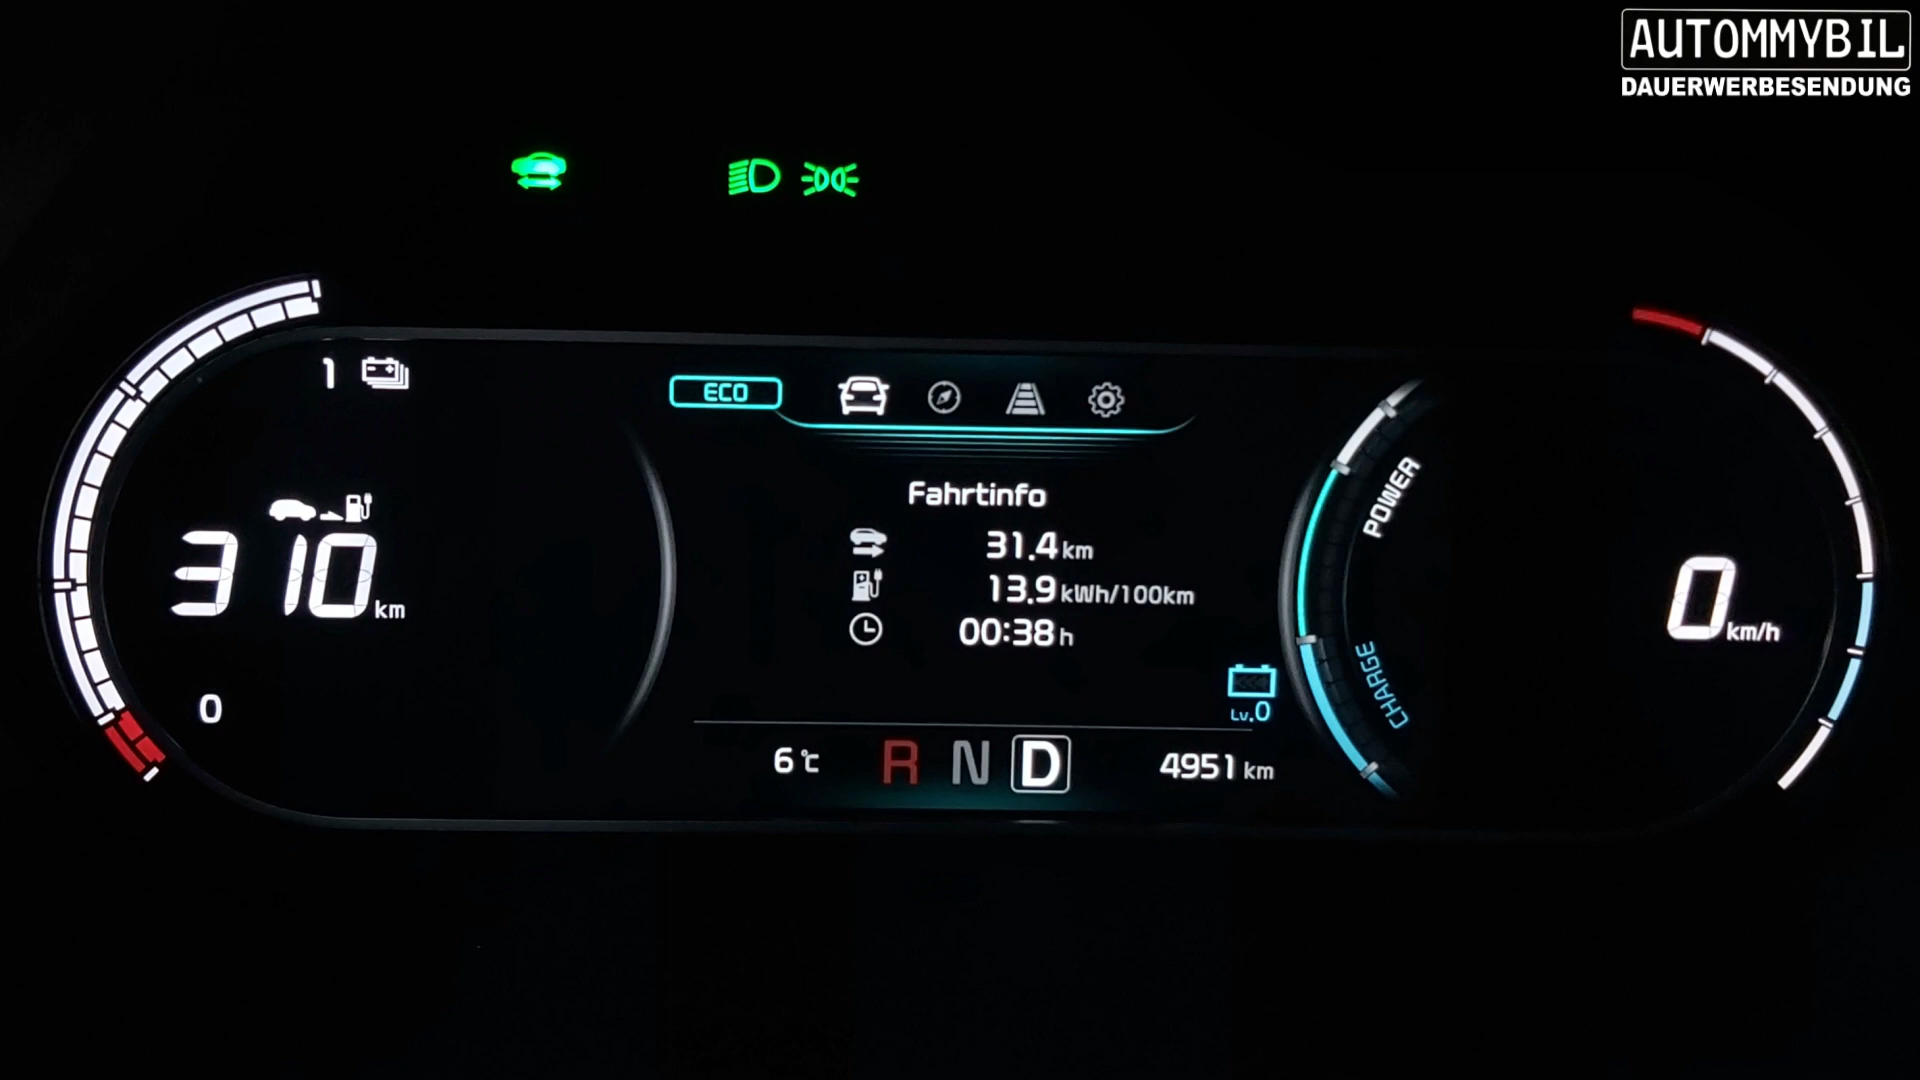 AUTOMMYBIL
DAUERWERBESENDUNG
1
ECO
Fahrtinfo
310 km
31.4 km
13.9 kWh/100km
00:38 h
POWER
CHARGE
0 km/h
Lv.0
0
6 °C
R N D
4951 km